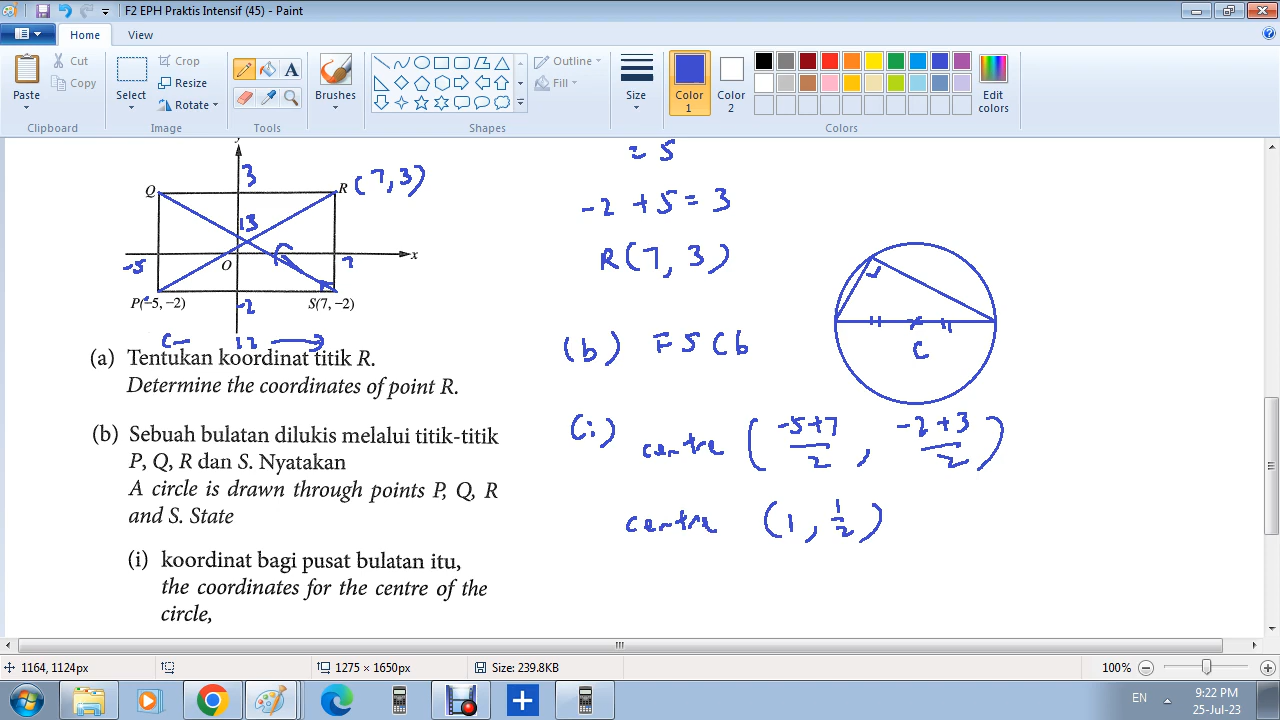 F2 EPH Praktis Intensif (45) - Paint
Home View
Paste
Cut
Copy
Clipboard
Select
Crop
Resize
Rotate
Image
A
Tools
Brushes
Shapes
Outline
Fill
Size
Color 1
Color 2
Edit colors
Colors
y
Q
3
R (7, 3)
13
-5
O
7
x
P(-5, -2)
-2
S(7, -2)
12
(a) Tentukan koordinat titik R.
Determine the coordinates of point R.
(b) Sebuah bulatan dilukis melalui titik-titik
P, Q, R dan S. Nyatakan
A circle is drawn through points P, Q, R
and S. State
(i) koordinat bagi pusat bulatan itu,
the coordinates for the centre of the
circle,
= 5
-2 + 5 = 3
R(7, 3)
(b) F5 C6
C
(i) centre (-5+7/2, -2+3/2)
centre (1, 1/2)
1164, 1124px
1275 × 1650px
Size: 239.8KB
100%
EN
9:22 PM
25-Jul-23